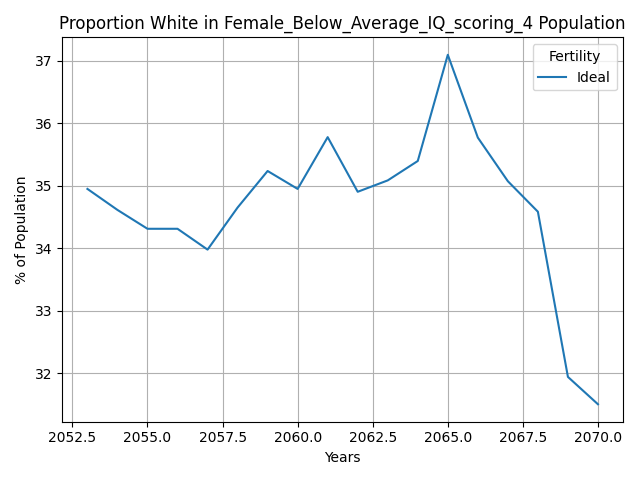 Proportion White in Female_Below_Average_IQ_scoring_4 Population
Fertility
Ideal
37
36
35
34
33
32
% of Population
2052.5 2055.0 2057.5 2060.0 2062.5 2065.0 2067.5 2070.0
Years